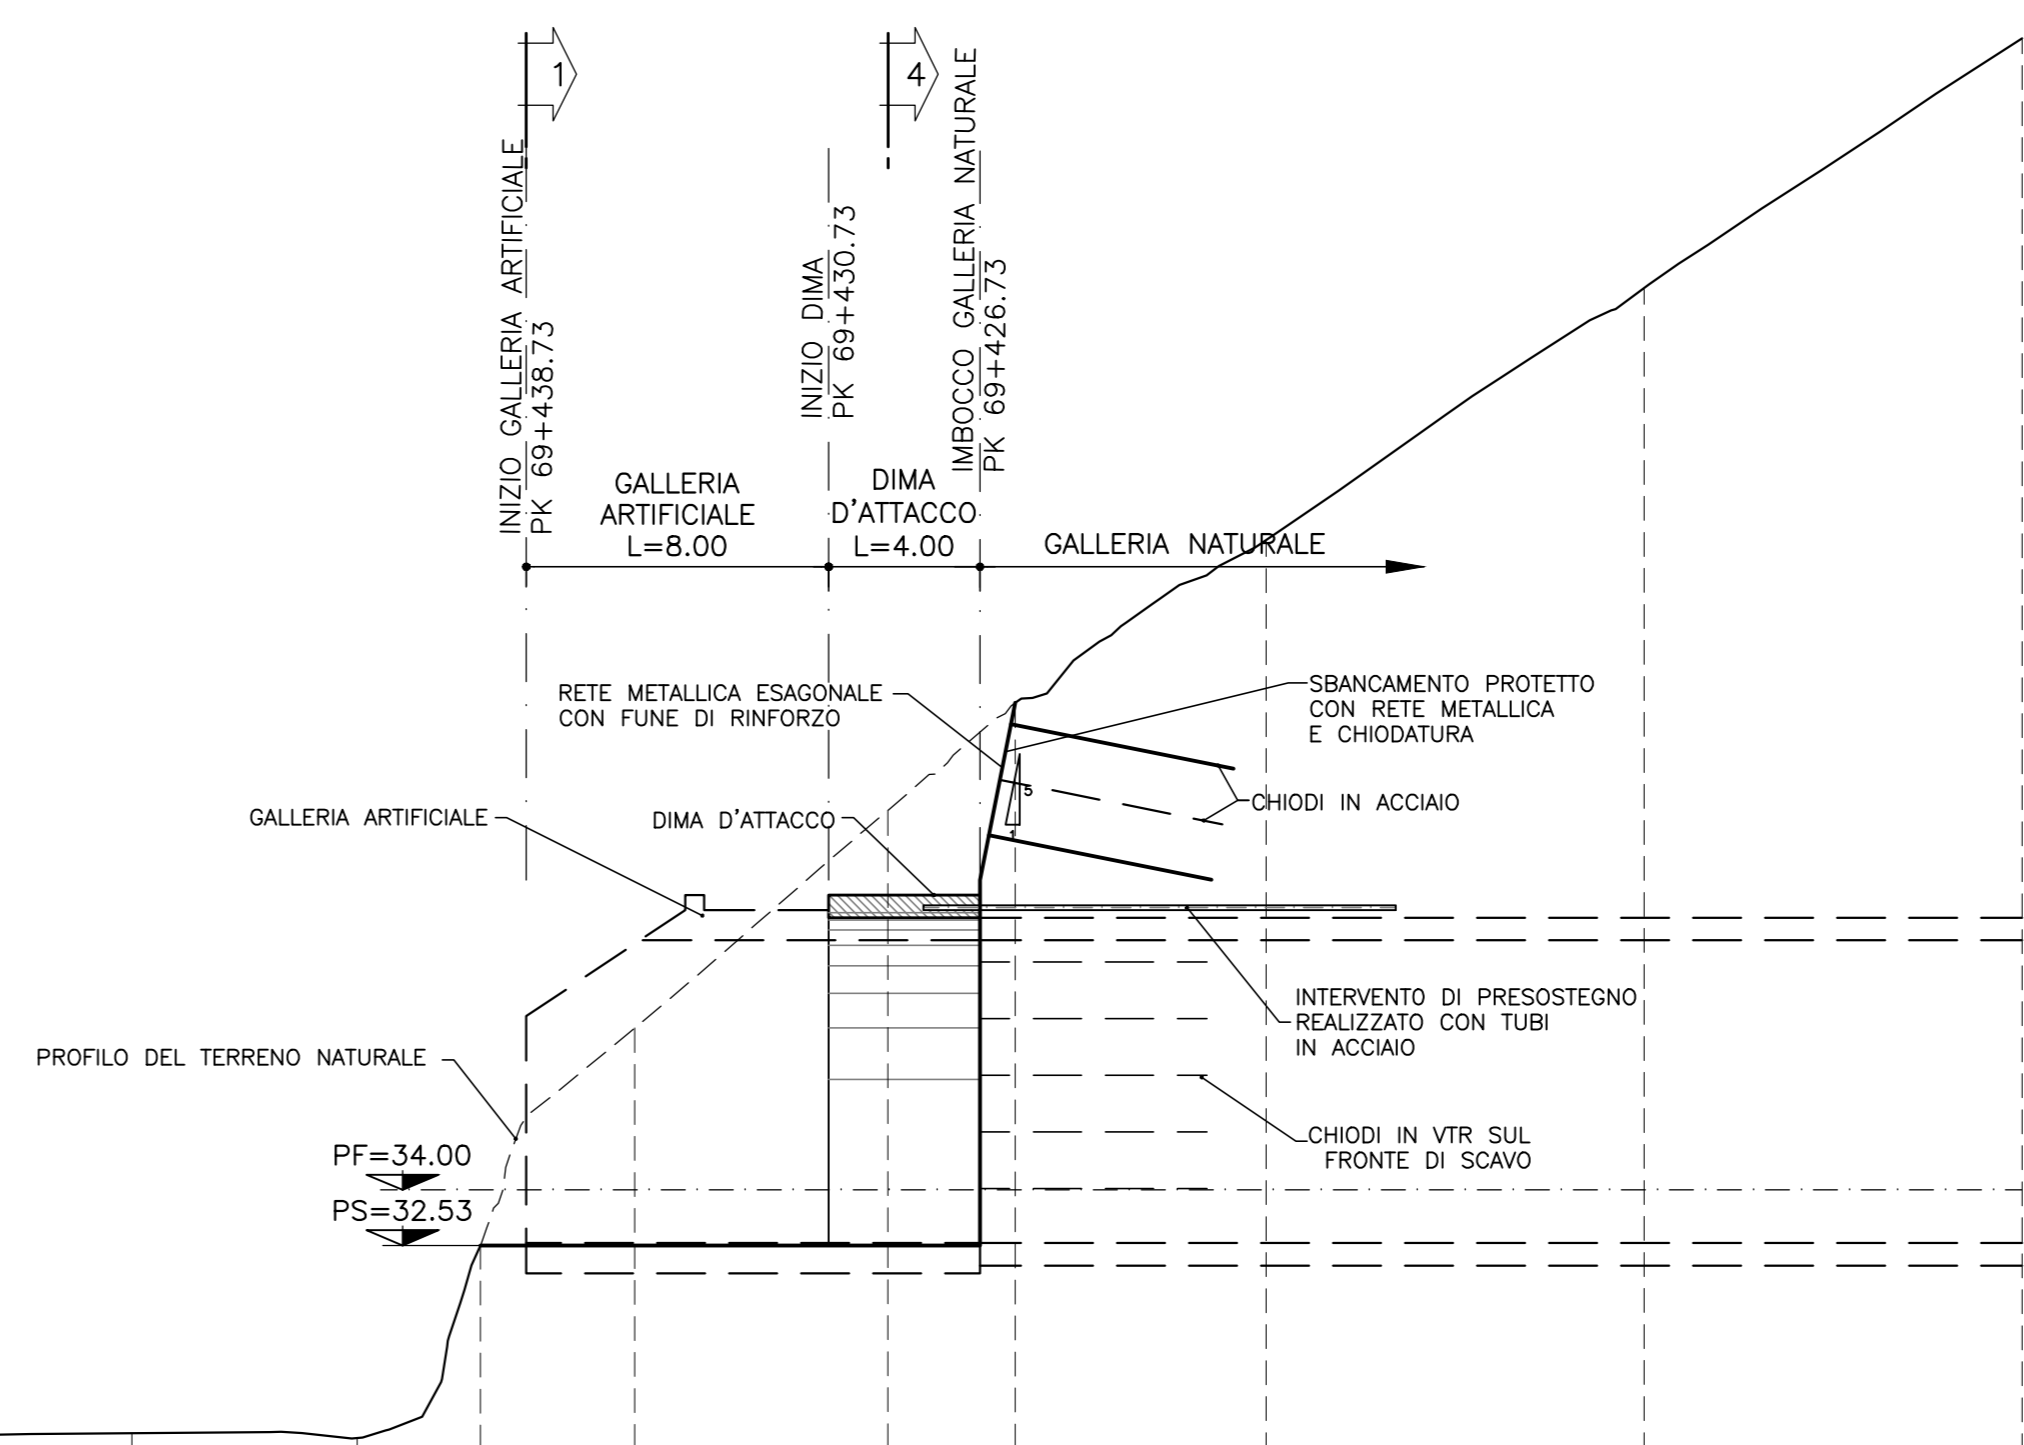 1
4
INIZIO GALLERIA ARTIFICIALE
PK 69+438.73
INIZIO DIMA
PK 69+430.73
IMBOCCO GALLERIA NATURALE
PK 69+426.73
GALLERIA
ARTIFICIALE
L=8.00
DIMA
D'ATTACCO
L=4.00
GALLERIA NATURALE
RETE METALLICA ESAGONALE
CON FUNE DI RINFORZO
SBANCAMENTO PROTETTO
CON RETE METALLICA
E CHIODATURA
5
1
CHIODI IN ACCIAIO
GALLERIA ARTIFICIALE
DIMA D'ATTACCO
INTERVENTO DI PRESOSTEGNO
REALIZZATO CON TUBI
IN ACCIAIO
PROFILO DEL TERRENO NATURALE
CHIODI IN VTR SUL
FRONTE DI SCAVO
PF=34.00
PS=32.53